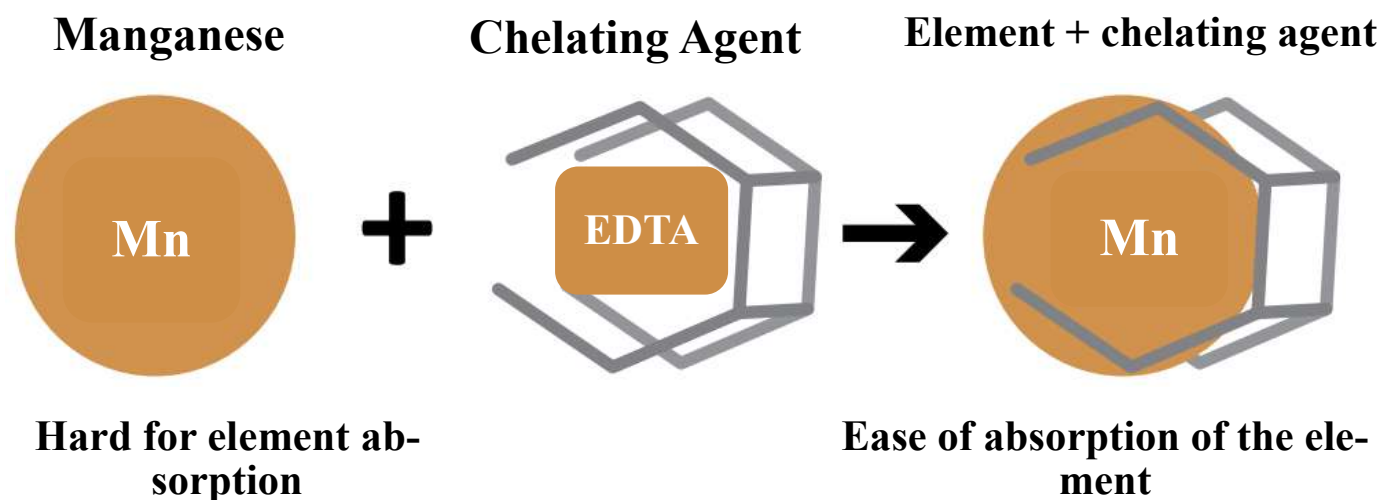 Manganese
Chelating Agent
Element + chelating agent
Mn
EDTA
Mn
Hard for element ab-
sorption
Ease of absorption of the ele-
ment